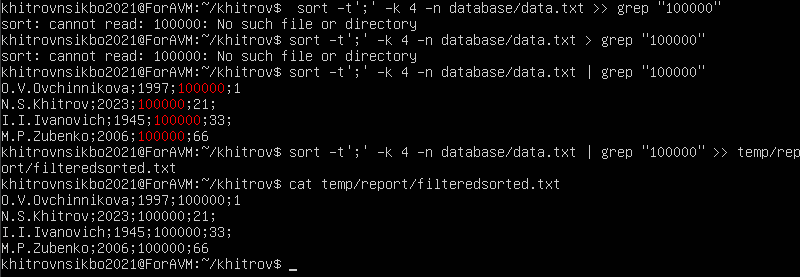 khitrovnsikbo2021@ForAVM:~/khitrov$  sort -t';' -k 4 -n database/data.txt >> grep "100000"
sort: cannot read: 100000: No such file or directory
khitrovnsikbo2021@ForAVM:~/khitrov$ sort -t';' -k 4 -n database/data.txt > grep "100000"
sort: cannot read: 100000: No such file or directory
khitrovnsikbo2021@ForAVM:~/khitrov$ sort -t';' -k 4 -n database/data.txt | grep "100000"
O.V.Ovchinnikova;1997;100000;1
N.S.Khitrov;2023;100000;21;
I.I.Ivanovich;1945;100000;33;
M.P.Zubenko;2006;100000;66
khitrovnsikbo2021@ForAVM:~/khitrov$ sort -t';' -k 4 -n database/data.txt | grep "100000" >> temp/rep
ort/filteredsorted.txt
khitrovnsikbo2021@ForAVM:~/khitrov$ cat temp/report/filteredsorted.txt
O.V.Ovchinnikova;1997;100000;1
N.S.Khitrov;2023;100000;21;
I.I.Ivanovich;1945;100000;33;
M.P.Zubenko;2006;100000;66
khitrovnsikbo2021@ForAVM:~/khitrov$ _